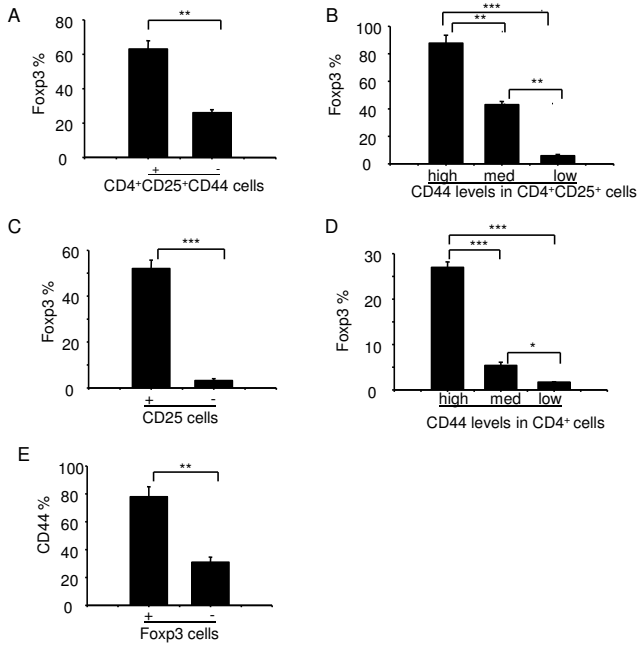 A
Foxp3 %
80
60
40
20
0
**
+ -
CD4⁺CD25⁺CD44 cells
B
Foxp3 %
100
80
60
40
20
0
***
**
**
high med low
CD44 levels in CD4⁺CD25⁺ cells
C
Foxp3 %
60
40
20
0
***
+ -
CD25 cells
D
Foxp3 %
30
20
10
0
***
***
*
high med low
CD44 levels in CD4⁺ cells
E
CD44 %
100
80
60
40
20
0
**
+ -
Foxp3 cells